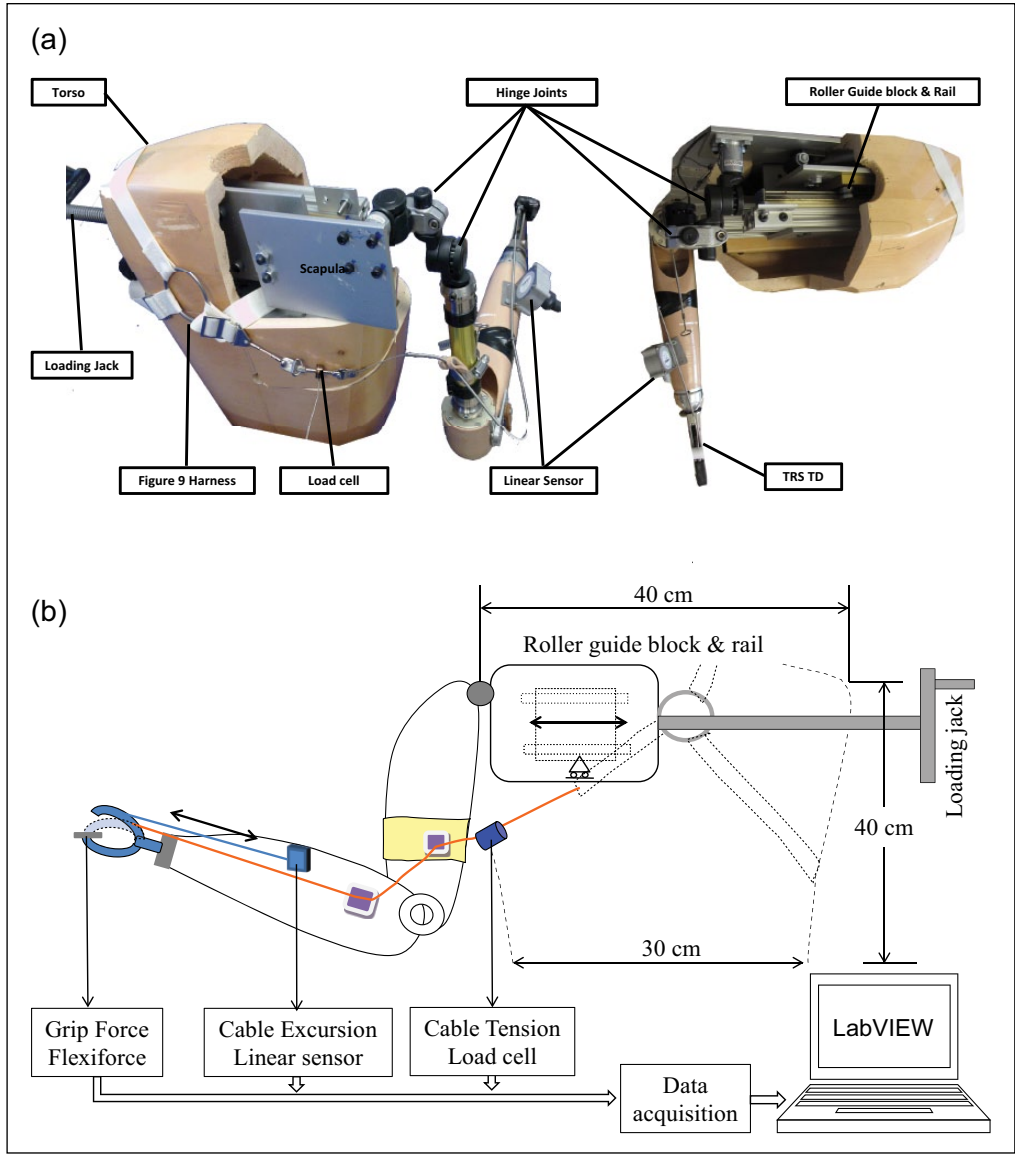 (a)
Torso
Hinge Joints
Roller Guide block & Rail
Scapula
Loading Jack
Figure 9 Harness
Load cell
Linear Sensor
TRS TD
(b)
40 cm
Roller guide block & rail
Loading jack
40 cm
30 cm
Grip Force
Flexiforce
Cable Excursion
Linear sensor
Cable Tension
Load cell
Data
acquisition
LabVIEW